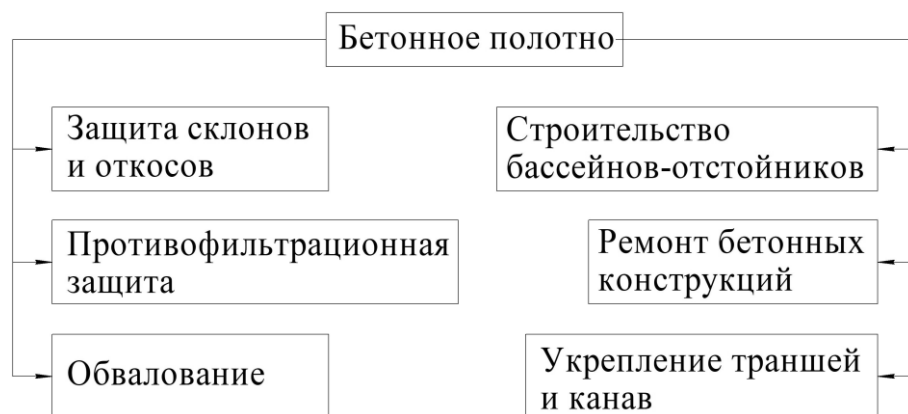 Бетонное полотно
Защита склонов
и откосов
Противофильтрационная
защита
Обвалование
Строительство
бассейнов-отстойников
Ремонт бетонных
конструкций
Укрепление траншей
и канав